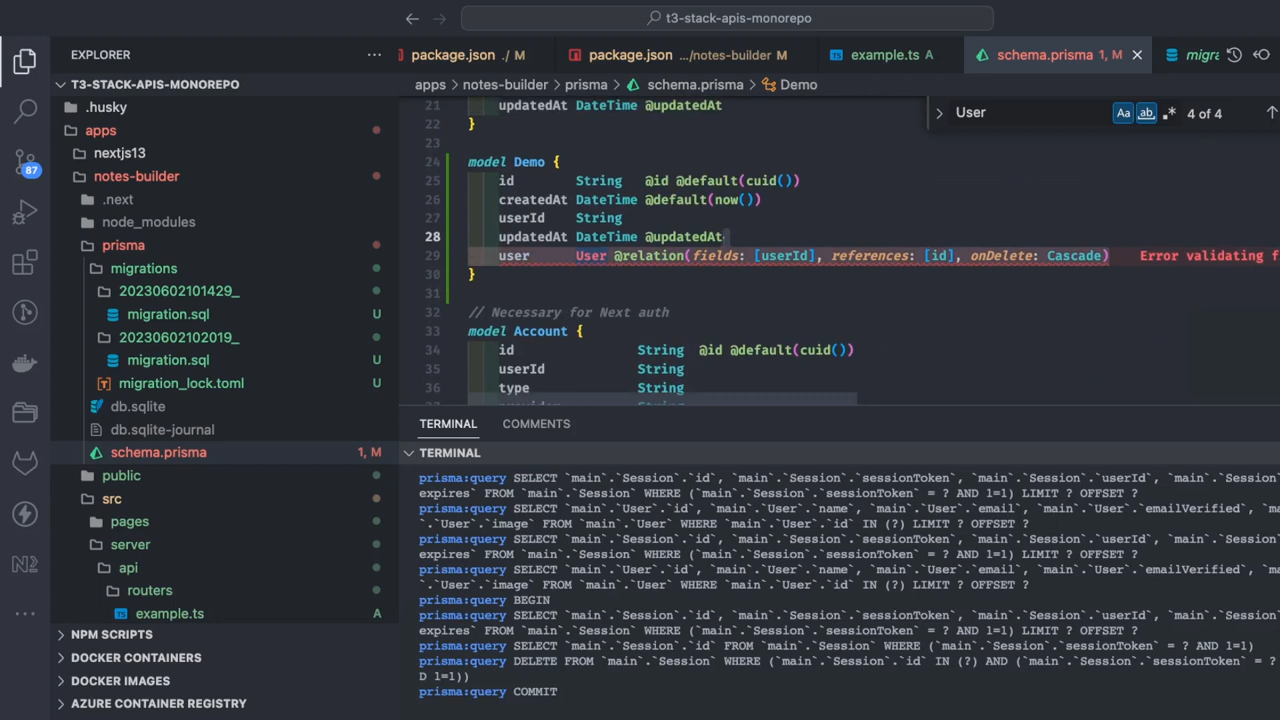 t3-stack-apis-monorepo
EXPLORER
package.json ./ M
package.json .../notes-builder M
example.ts A
schema.prisma 1, M
migra
T3-STACK-APIS-MONOREPO
apps > notes-builder > prisma > schema.prisma > Demo
.husky
apps
nextjs13
notes-builder
.next
node_modules
prisma
migrations
20230602101429_
migration.sql U
20230602102019_
migration.sql U
migration_lock.toml U
db.sqlite
db.sqlite-journal
schema.prisma 1, M
public
src
pages
server
api
routers
example.ts A
NPM SCRIPTS
DOCKER CONTAINERS
DOCKER IMAGES
AZURE CONTAINER REGISTRY
87
User Aa ab .* 4 of 4
21 updatedAt DateTime @updatedAt
22 }
23
24 model Demo {
25 id String @id @default(cuid())
26 createdAt DateTime @default(now())
27 userId String
28 updatedAt DateTime @updatedAt
29 user User @relation(fields: [userId], references: [id], onDelete: Cascade) Error validating f
30 }
31
32 // Necessary for Next auth
33 model Account {
34 id String @id @default(cuid())
35 userId String
36 type String
TERMINAL COMMENTS
TERMINAL
prisma:query SELECT `main`.`Session`.`id`, `main`.`Session`.`sessionToken`, `main`.`Session`.`userId`, `main`
expires` FROM `main`.`Session` WHERE (`main`.`Session`.`sessionToken` = ? AND 1=1) LIMIT ? OFFSET ?
prisma:query SELECT `main`.`User`.`id`, `main`.`User`.`name`, `main`.`User`.`email`, `main`.`User`.`emailVerified`, `ma
`.`User`.`image` FROM `main`.`User` WHERE `main`.`User`.`id` IN (?) LIMIT ? OFFSET ?
prisma:query SELECT `main`.`Session`.`id`, `main`.`Session`.`sessionToken`, `main`.`Session`.`userId`, `main`
expires` FROM `main`.`Session` WHERE (`main`.`Session`.`sessionToken` = ? AND 1=1) LIMIT ? OFFSET ?
prisma:query SELECT `main`.`User`.`id`, `main`.`User`.`name`, `main`.`User`.`email`, `main`.`User`.`emailVerified`, `ma
`.`User`.`image` FROM `main`.`User` WHERE `main`.`User`.`id` IN (?) LIMIT ? OFFSET ?
prisma:query BEGIN
prisma:query SELECT `main`.`Session`.`id`, `main`.`Session`.`sessionToken`, `main`.`Session`.`userId`, `main`
expires` FROM `main`.`Session` WHERE (`main`.`Session`.`sessionToken` = ? AND 1=1) LIMIT ? OFFSET ?
prisma:query SELECT `main`.`Session`.`id` FROM `main`.`Session` WHERE (`main`.`Session`.`sessionToken` = ? AND 1=1)
prisma:query DELETE FROM `main`.`Session` WHERE (`main`.`Session`.`id` IN (?) AND (`main`.`Session`.`sessionToken` = ?
D 1=1))
prisma:query COMMIT